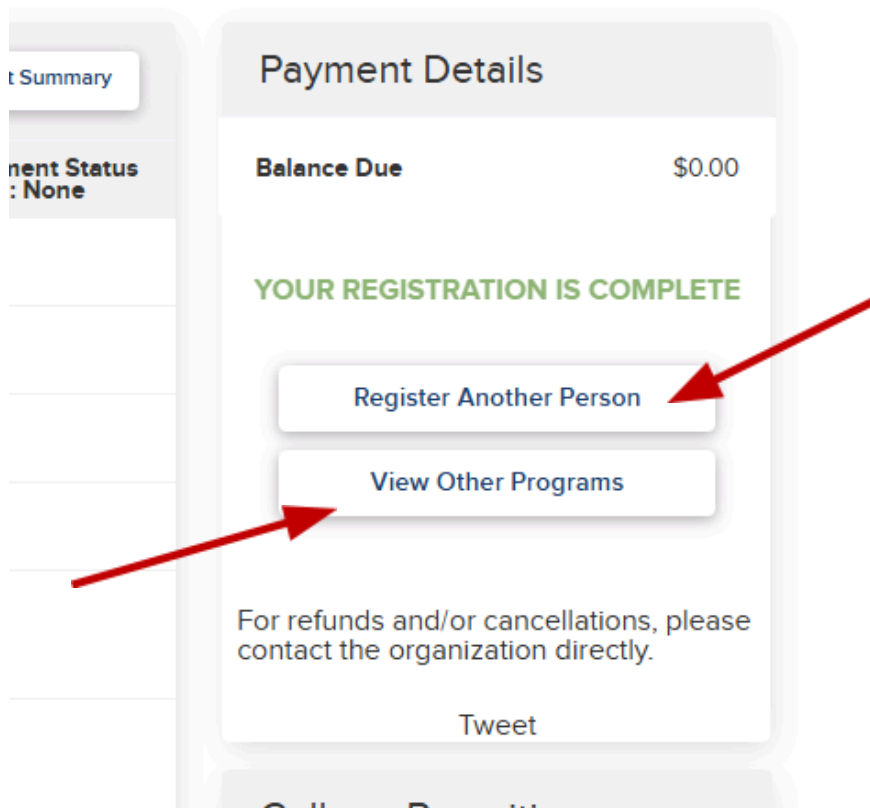 t Summary
Payment Details
ment Status
: None
Balance Due
$0.00
YOUR REGISTRATION IS COMPLETE
Register Another Person
View Other Programs
For refunds and/or cancellations, please
contact the organization directly.
Tweet